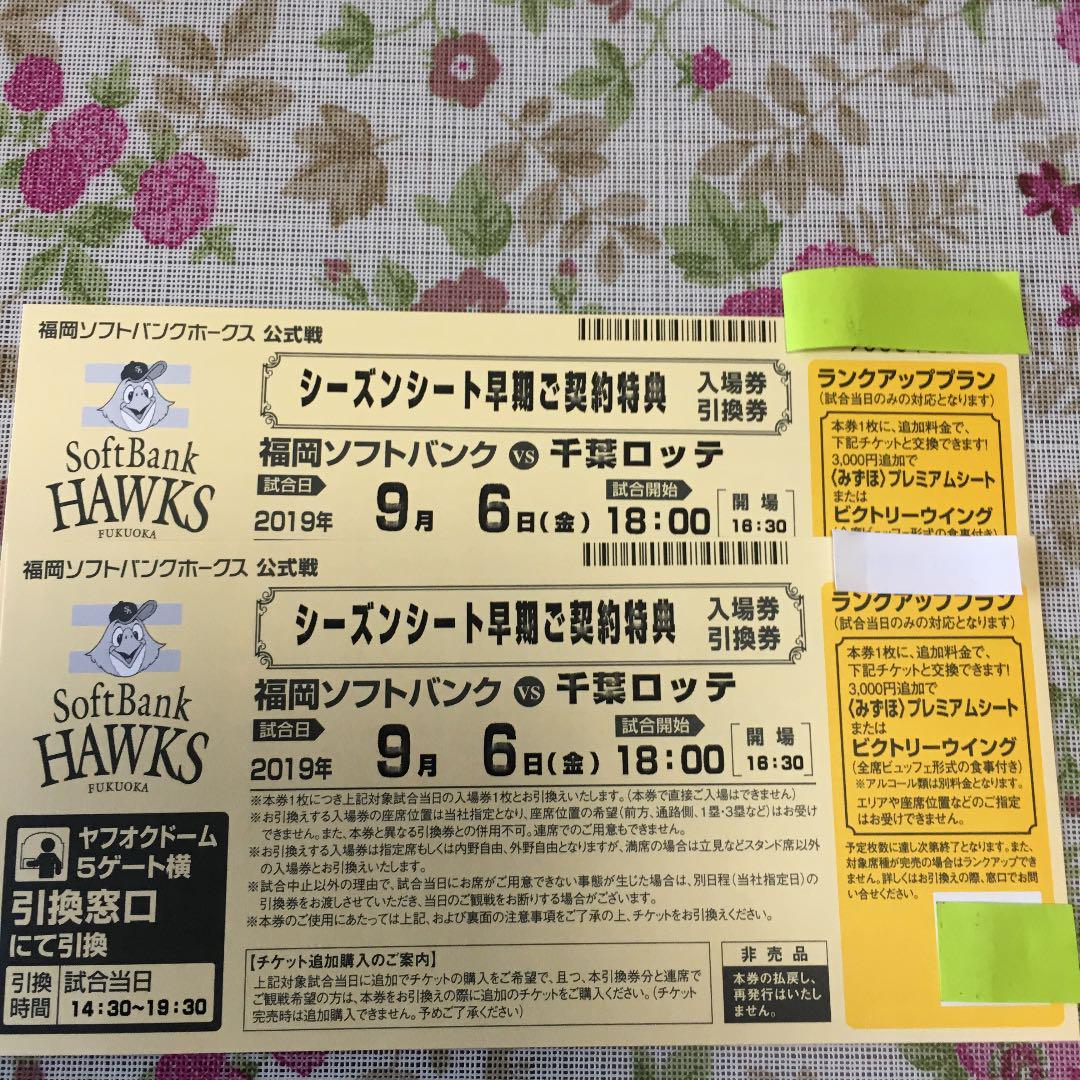 福岡ソフトバンクホークス 公式戦
シーズンシート早期ご契約特典
入場券
引換券
福岡ソフトバンク VS 千葉ロッテ
試合日
2019年 9月 6日(金)
試合開始
18:00
開場
16:30
SoftBank
HAWKS
FUKUOKA
ランクアッププラン
(試合当日のみの対応となります)
本券1枚に、追加料金で、
下記チケットと交換できます!
3,000円追加で
〈みずほ〉プレミアムシート
または
ビクトリーウイング
(全席ビュッフェ形式の食事付き)
福岡ソフトバンクホークス 公式戦
シーズンシート早期ご契約特典
入場券
引換券
福岡ソフトバンク VS 千葉ロッテ
試合日
2019年 9月 6日(金)
試合開始
18:00
開場
16:30
SoftBank
HAWKS
FUKUOKA
ヤフオクドーム
5ゲート横
引換窓口
にて引換
引換
時間
試合当日
14:30~19:30
※本券1枚につき上記対象試合当日の入場券1枚とお引換えいたします。(本券で直接ご入場はできません)
※お引換えする入場券の座席位置は当社指定となり、座席位置の希望(前方、通路側、1塁・3塁など)はお受け
できません。また、本券と異なる引換券との併用不可。連席でのご用意もできません。
※お引換えする入場券は指定席もしくは内野自由、外野自由となりますが、満席の場合は立見などスタンド席以外
の入場券とお引換えいたします。
※試合中止以外の理由で、試合当日にお席がご用意できない事態が生じた場合は、別日程(当社指定日)の
引換券をお渡しさせていただき、当日のご観戦をお断りする場合がございます。
※本券のご使用にあたっては上記、および裏面の注意事項をご了承の上、チケットをお引換えください。
【チケット追加購入のご案内】
上記対象試合当日に追加でチケットの購入をご希望で、且つ、本引換券分と連席で
ご観戦希望の方は、本券をお引換えの際に追加のチケットをご購入ください。(チケット
完売時は追加購入できません。予めご了承ください)
非売品
本券の払戻し、
再発行はいたし
ません。
ランクアッププラン
(試合当日のみの対応となります)
本券1枚に、追加料金で、
下記チケットと交換できます!
3,000円追加で
〈みずほ〉プレミアムシート
または
ビクトリーウイング
(全席ビュッフェ形式の食事付き)
※アルコール類は別料金となります。
エリアや座席位置などのご指定
はお受けできません。
予定枚数に達し次第終了となります。また、
対象席種が完売の場合はランクアップでき
ません。詳しくはお引換えの際、窓口でお問
い合せください。